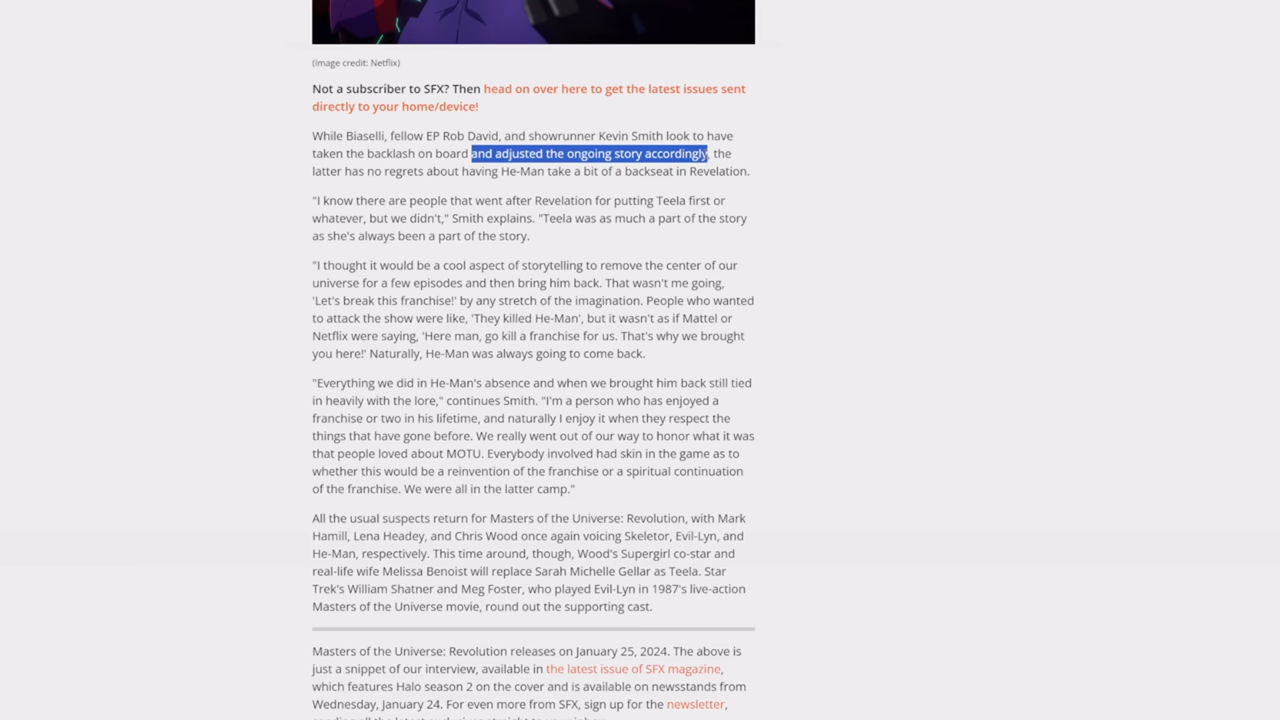 (Image credit: Netflix)
Not a subscriber to SFX? Then head on over here to get the latest issues sent
directly to your home/device!
While Biaselli, fellow EP Rob David, and showrunner Kevin Smith look to have
taken the backlash on board and adjusted the ongoing story accordingly, the
latter has no regrets about having He-Man take a bit of a backseat in Revelation.
"I know there are people that went after Revelation for putting Teela first or
whatever, but we didn't," Smith explains. "Teela was as much a part of the story
as she's always been a part of the story.
"I thought it would be a cool aspect of storytelling to remove the center of our
universe for a few episodes and then bring him back. That wasn't me going,
'Let's break this franchise!' by any stretch of the imagination. People who wanted
to attack the show were like, 'They killed He-Man', but it wasn't as if Mattel or
Netflix were saying, 'Here man, go kill a franchise for us. That's why we brought
you here!' Naturally, He-Man was always going to come back.
"Everything we did in He-Man's absence and when we brought him back still tied
in heavily with the lore," continues Smith. "I'm a person who has enjoyed a
franchise or two in his lifetime, and naturally I enjoy it when they respect the
things that have gone before. We really went out of our way to honor what it was
that people loved about MOTU. Everybody involved had skin in the game as to
whether this would be a reinvention of the franchise or a spiritual continuation
of the franchise. We were all in the latter camp."
All the usual suspects return for Masters of the Universe: Revolution, with Mark
Hamill, Lena Headey, and Chris Wood once again voicing Skeletor, Evil-Lyn, and
He-Man, respectively. This time around, though, Wood's Supergirl co-star and
real-life wife Melissa Benoist will replace Sarah Michelle Gellar as Teela. Star
Trek's William Shatner and Meg Foster, who played Evil-Lyn in 1987's live-action
Masters of the Universe movie, round out the supporting cast.
Masters of the Universe: Revolution releases on January 25, 2024. The above is
just a snippet of our interview, available in the latest issue of SFX magazine,
which features Halo season 2 on the cover and is available on newsstands from
Wednesday, January 24. For even more from SFX, sign up for the newsletter,